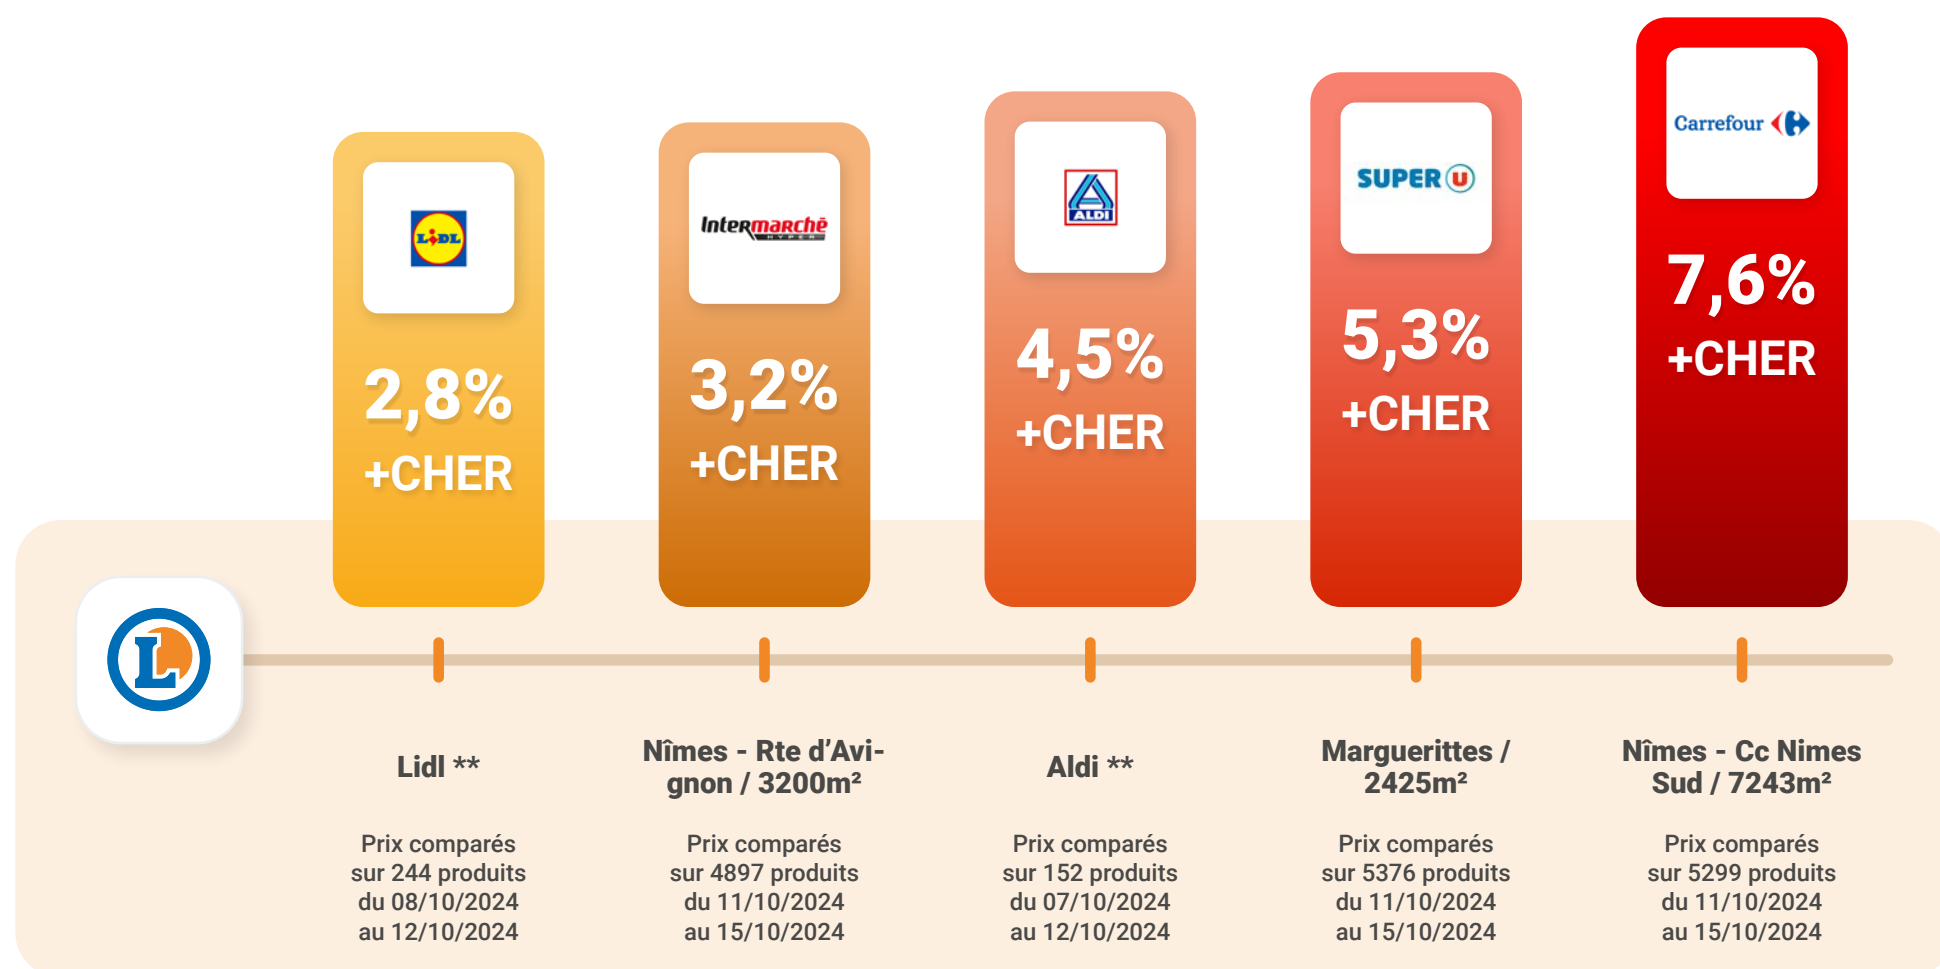 LIDL
2,8%
+CHER
Intermarchē
HYPER
3,2%
+CHER
ALDI
4,5%
+CHER
SUPER U
5,3%
+CHER
Carrefour
7,6%
+CHER
L
Lidl **
Prix comparés
sur 244 produits
du 08/10/2024
au 12/10/2024
Nîmes - Rte d’Avi-
gnon / 3200m²
Prix comparés
sur 4897 produits
du 11/10/2024
au 15/10/2024
Aldi **
Prix comparés
sur 152 produits
du 07/10/2024
au 12/10/2024
Marguerittes /
2425m²
Prix comparés
sur 5376 produits
du 11/10/2024
au 15/10/2024
Nîmes - Cc Nimes
Sud / 7243m²
Prix comparés
sur 5299 produits
du 11/10/2024
au 15/10/2024